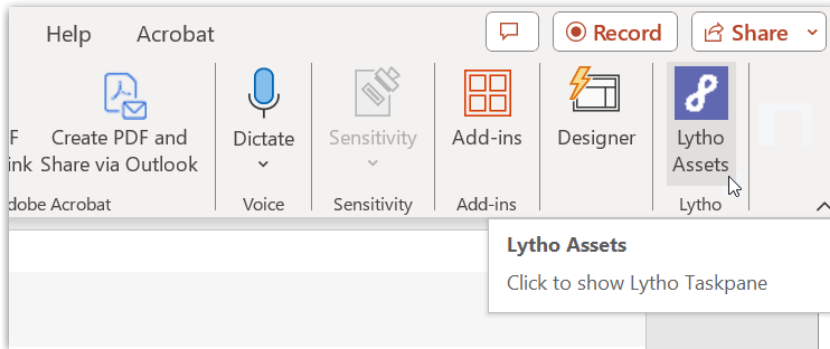 Help Acrobat Record Share
F Create PDF and Dictate Sensitivity Add-ins Designer Lytho
ink Share via Outlook Assets
dobe Acrobat Voice Sensitivity Add-ins Lytho
Lytho Assets
Click to show Lytho Taskpane